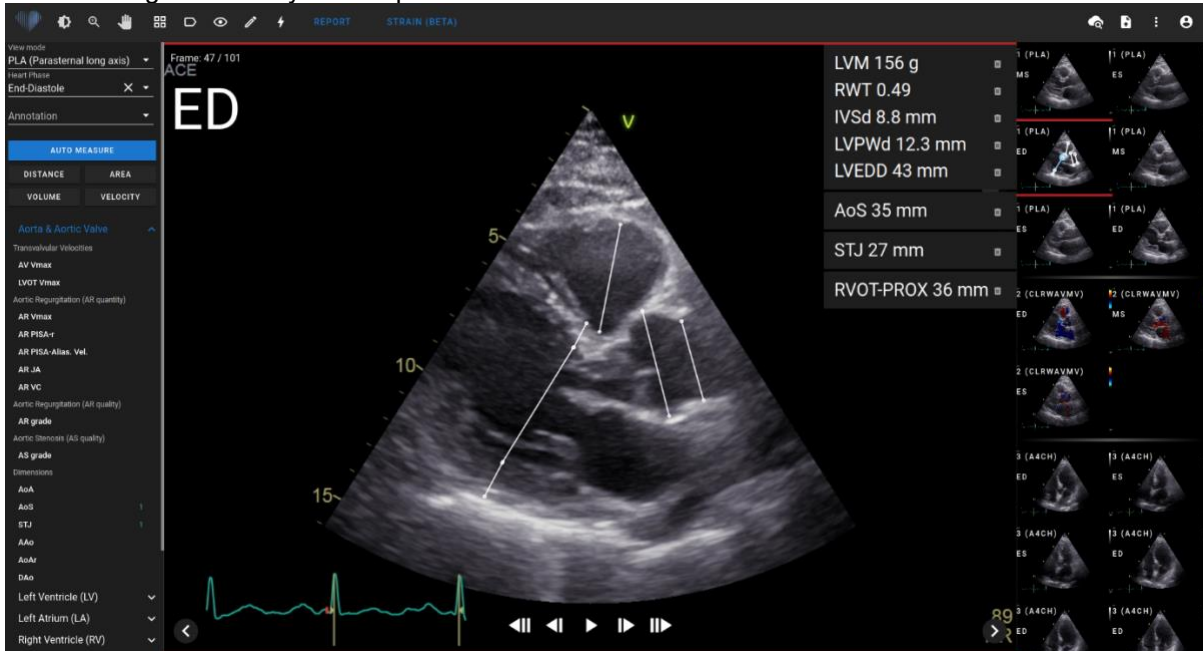 REPORT
STRAIN (BETA)
View mode
PLA (Parasternal long axis)
Heart Phase
End-Diastole
Annotation
AUTO MEASURE
DISTANCE
AREA
VOLUME
VELOCITY
Aorta & Aortic Valve
Transvalvular Velocities
AV Vmax
LVOT Vmax
Aortic Regurgitation (AR quantity)
AR Vmax
AR PISA-r
AR PISA-Alias. Vel.
AR JA
AR VC
Aortic Regurgitation (AR quality)
AR grade
Aortic Stenosis (AS quality)
AS grade
Dimensions
AoA
AoS 1
STJ 1
AAo
AoAr
DAo
Left Ventricle (LV)
Left Atrium (LA)
Right Ventricle (RV)
Frame: 47 / 101
ACE
ED
V
5
10
15
89
LVM 156 g
RWT 0.49
IVSd 8.8 mm
LVPWd 12.3 mm
LVEDD 43 mm
AoS 35 mm
STJ 27 mm
RVOT-PROX 36 mm
1 (PLA)
MS
1 (PLA)
ES
1 (PLA)
ED
1 (PLA)
MS
1 (PLA)
ES
1 (PLA)
ED
2 (CLRWAVMV)
ED
2 (CLRWAVMV)
MS
2 (CLRWAVMV)
ES
3 (A4CH)
ED
3 (A4CH)
ES
3 (A4CH)
ES
3 (A4CH)
ED
3 (A4CH)
ED
3 (A4CH)
ED